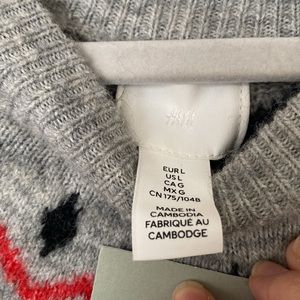 H&M
EUR L
US L
CA G
MX G
CN 175/104B
MADE IN
CAMBODIA
FABRIQUÉ AU
CAMBODGE